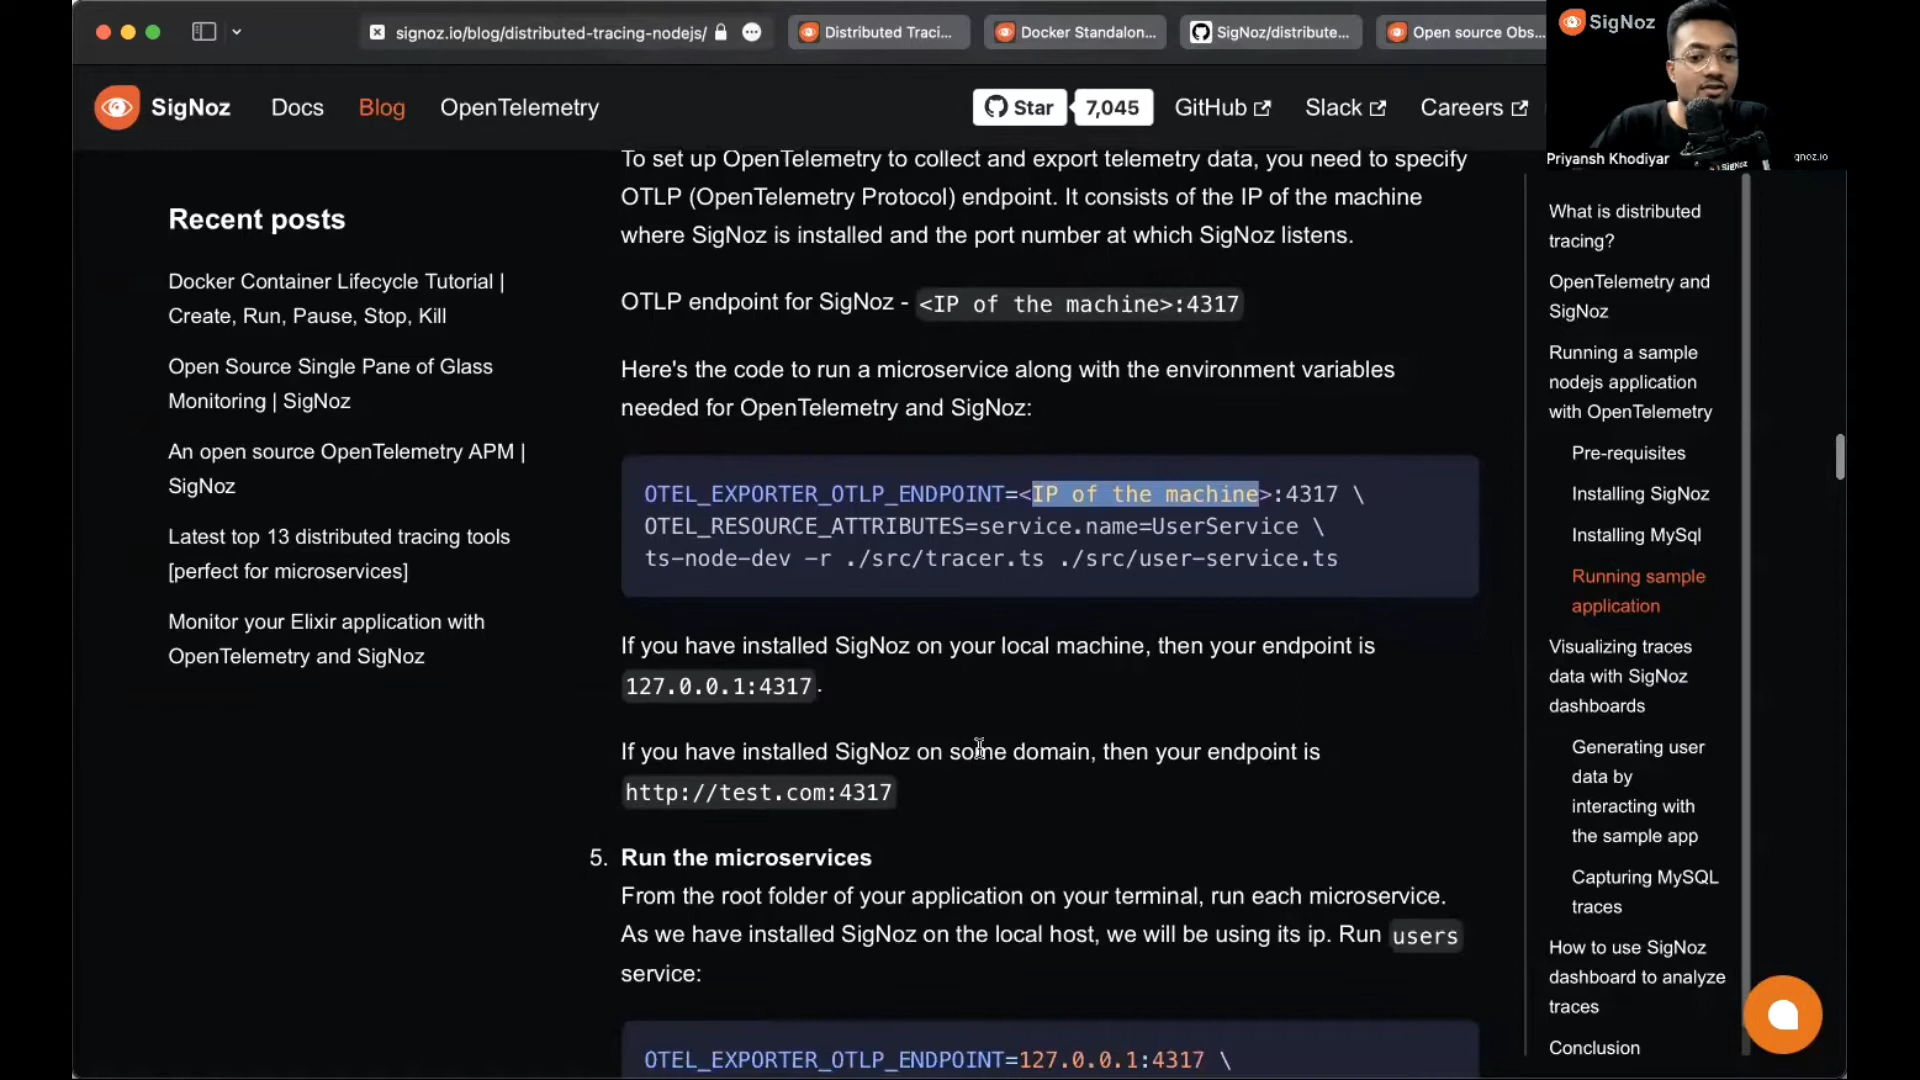 signoz.io/blog/distributed-tracing-nodejs/
Distributed Traci...
Docker Standalon...
SigNoz/distribute...
Open source Obs...
SigNoz
SigNoz
Docs
Blog
OpenTelemetry
Star
7,045
GitHub
Slack
Careers
SigNoz
Priyansh Khodiyar
gnoz.io
Recent posts
Docker Container Lifecycle Tutorial |
Create, Run, Pause, Stop, Kill
Open Source Single Pane of Glass
Monitoring | SigNoz
An open source OpenTelemetry APM |
SigNoz
Latest top 13 distributed tracing tools
[perfect for microservices]
Monitor your Elixir application with
OpenTelemetry and SigNoz
To set up OpenTelemetry to collect and export telemetry data, you need to specify
OTLP (OpenTelemetry Protocol) endpoint. It consists of the IP of the machine
where SigNoz is installed and the port number at which SigNoz listens.
OTLP endpoint for SigNoz - <IP of the machine>:4317
Here's the code to run a microservice along with the environment variables
needed for OpenTelemetry and SigNoz:
OTEL_EXPORTER_OTLP_ENDPOINT=<IP of the machine>:4317 \
OTEL_RESOURCE_ATTRIBUTES=service.name=UserService \
ts-node-dev -r ./src/tracer.ts ./src/user-service.ts
If you have installed SigNoz on your local machine, then your endpoint is
127.0.0.1:4317.
If you have installed SigNoz on some domain, then your endpoint is
http://test.com:4317
5. Run the microservices
From the root folder of your application on your terminal, run each microservice.
As we have installed SigNoz on the local host, we will be using its ip. Run users
service:
OTEL_EXPORTER_OTLP_ENDPOINT=127.0.0.1:4317 \
What is distributed
tracing?
OpenTelemetry and
SigNoz
Running a sample
nodejs application
with OpenTelemetry
Pre-requisites
Installing SigNoz
Installing MySql
Running sample
application
Visualizing traces
data with SigNoz
dashboards
Generating user
data by
interacting with
the sample app
Capturing MySQL
traces
How to use SigNoz
dashboard to analyze
traces
Conclusion